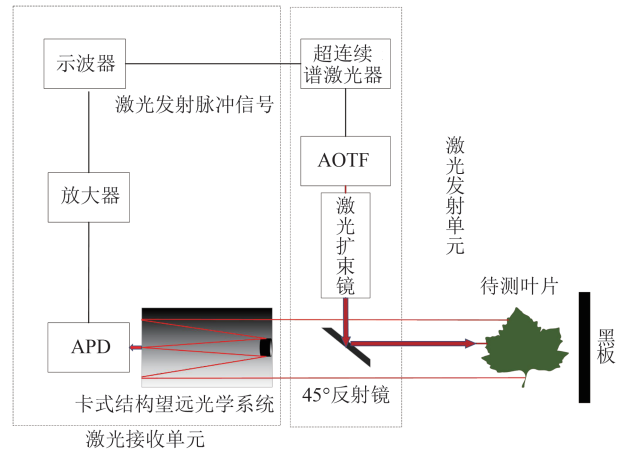 示波器
超连续
谱激光器
激光发射脉冲信号
AOTF
激光发射单元
放大器
激光扩束镜
待测叶片
APD
黑板
卡式结构望远光学系统
45°反射镜
激光接收单元